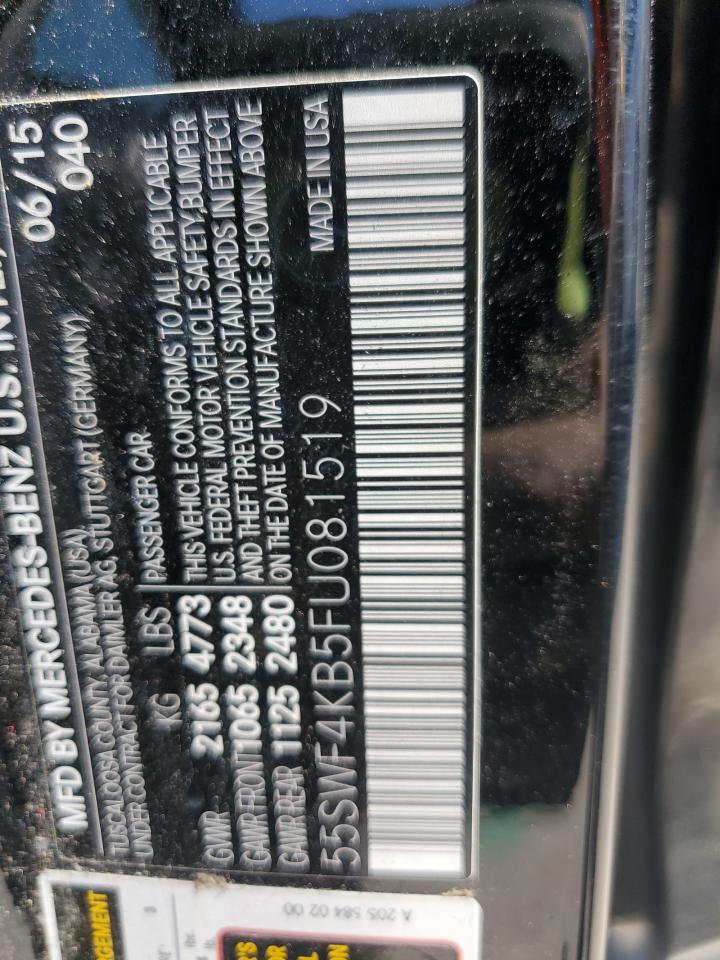 MFD BY MERCEDES-BENZ U.S. INTL, 06/15
TUSCALOOSA COUNTY, ALABAMA (USA) 040
UNDER CONTRACT FOR DAIMLER AG, STUTTGART (GERMANY)
KG LBS PASSENGER CAR
GWR 2165 4773 THIS VEHICLE CONFORMS TO ALL APPLICABLE
GAWR FRONT 1065 2348 U.S. FEDERAL MOTOR VEHICLE SAFETY, BUMPER
GAWR REAR 1125 2480 AND THEFT PREVENTION STANDARDS IN EFFECT
ON THE DATE OF MANUFACTURE SHOWN ABOVE
55SWF4KB5FU081519 MADE IN USA
A 205 584 02 00